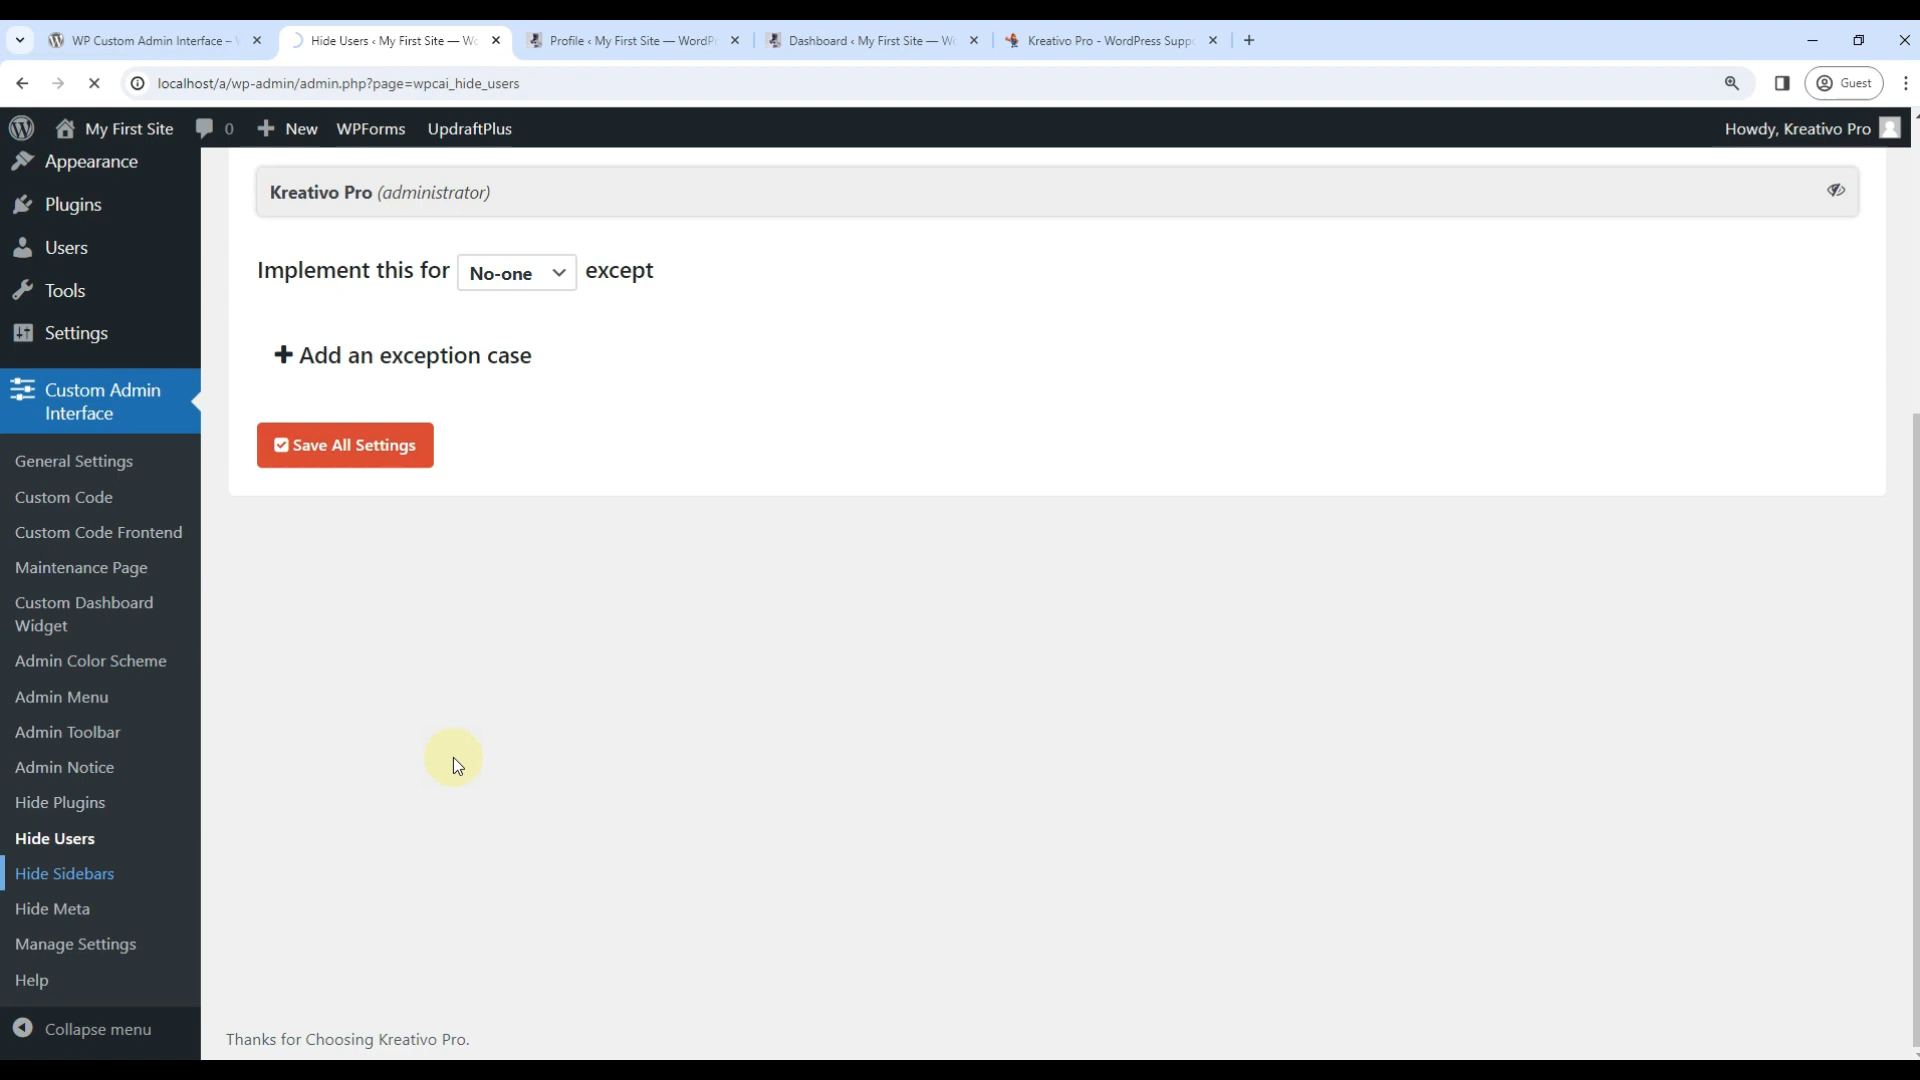 WP Custom Admin Interface –
Hide Users ‹ My First Site — Wo
Profile ‹ My First Site — WordPr
Dashboard ‹ My First Site — Wo
Kreativo Pro - WordPress Suppo
localhost/a/wp-admin/admin.php?page=wpcai_hide_users
Guest
My First Site
0
New
WPForms
UpdraftPlus
Howdy, Kreativo Pro
Appearance
Plugins
Users
Tools
Settings
Custom Admin
Interface
General Settings
Custom Code
Custom Code Frontend
Maintenance Page
Custom Dashboard
Widget
Admin Color Scheme
Admin Menu
Admin Toolbar
Admin Notice
Hide Plugins
Hide Users
Hide Sidebars
Hide Meta
Manage Settings
Help
Collapse menu
Kreativo Pro (administrator)
Implement this for No-one except
Add an exception case
Save All Settings
Thanks for Choosing Kreativo Pro.